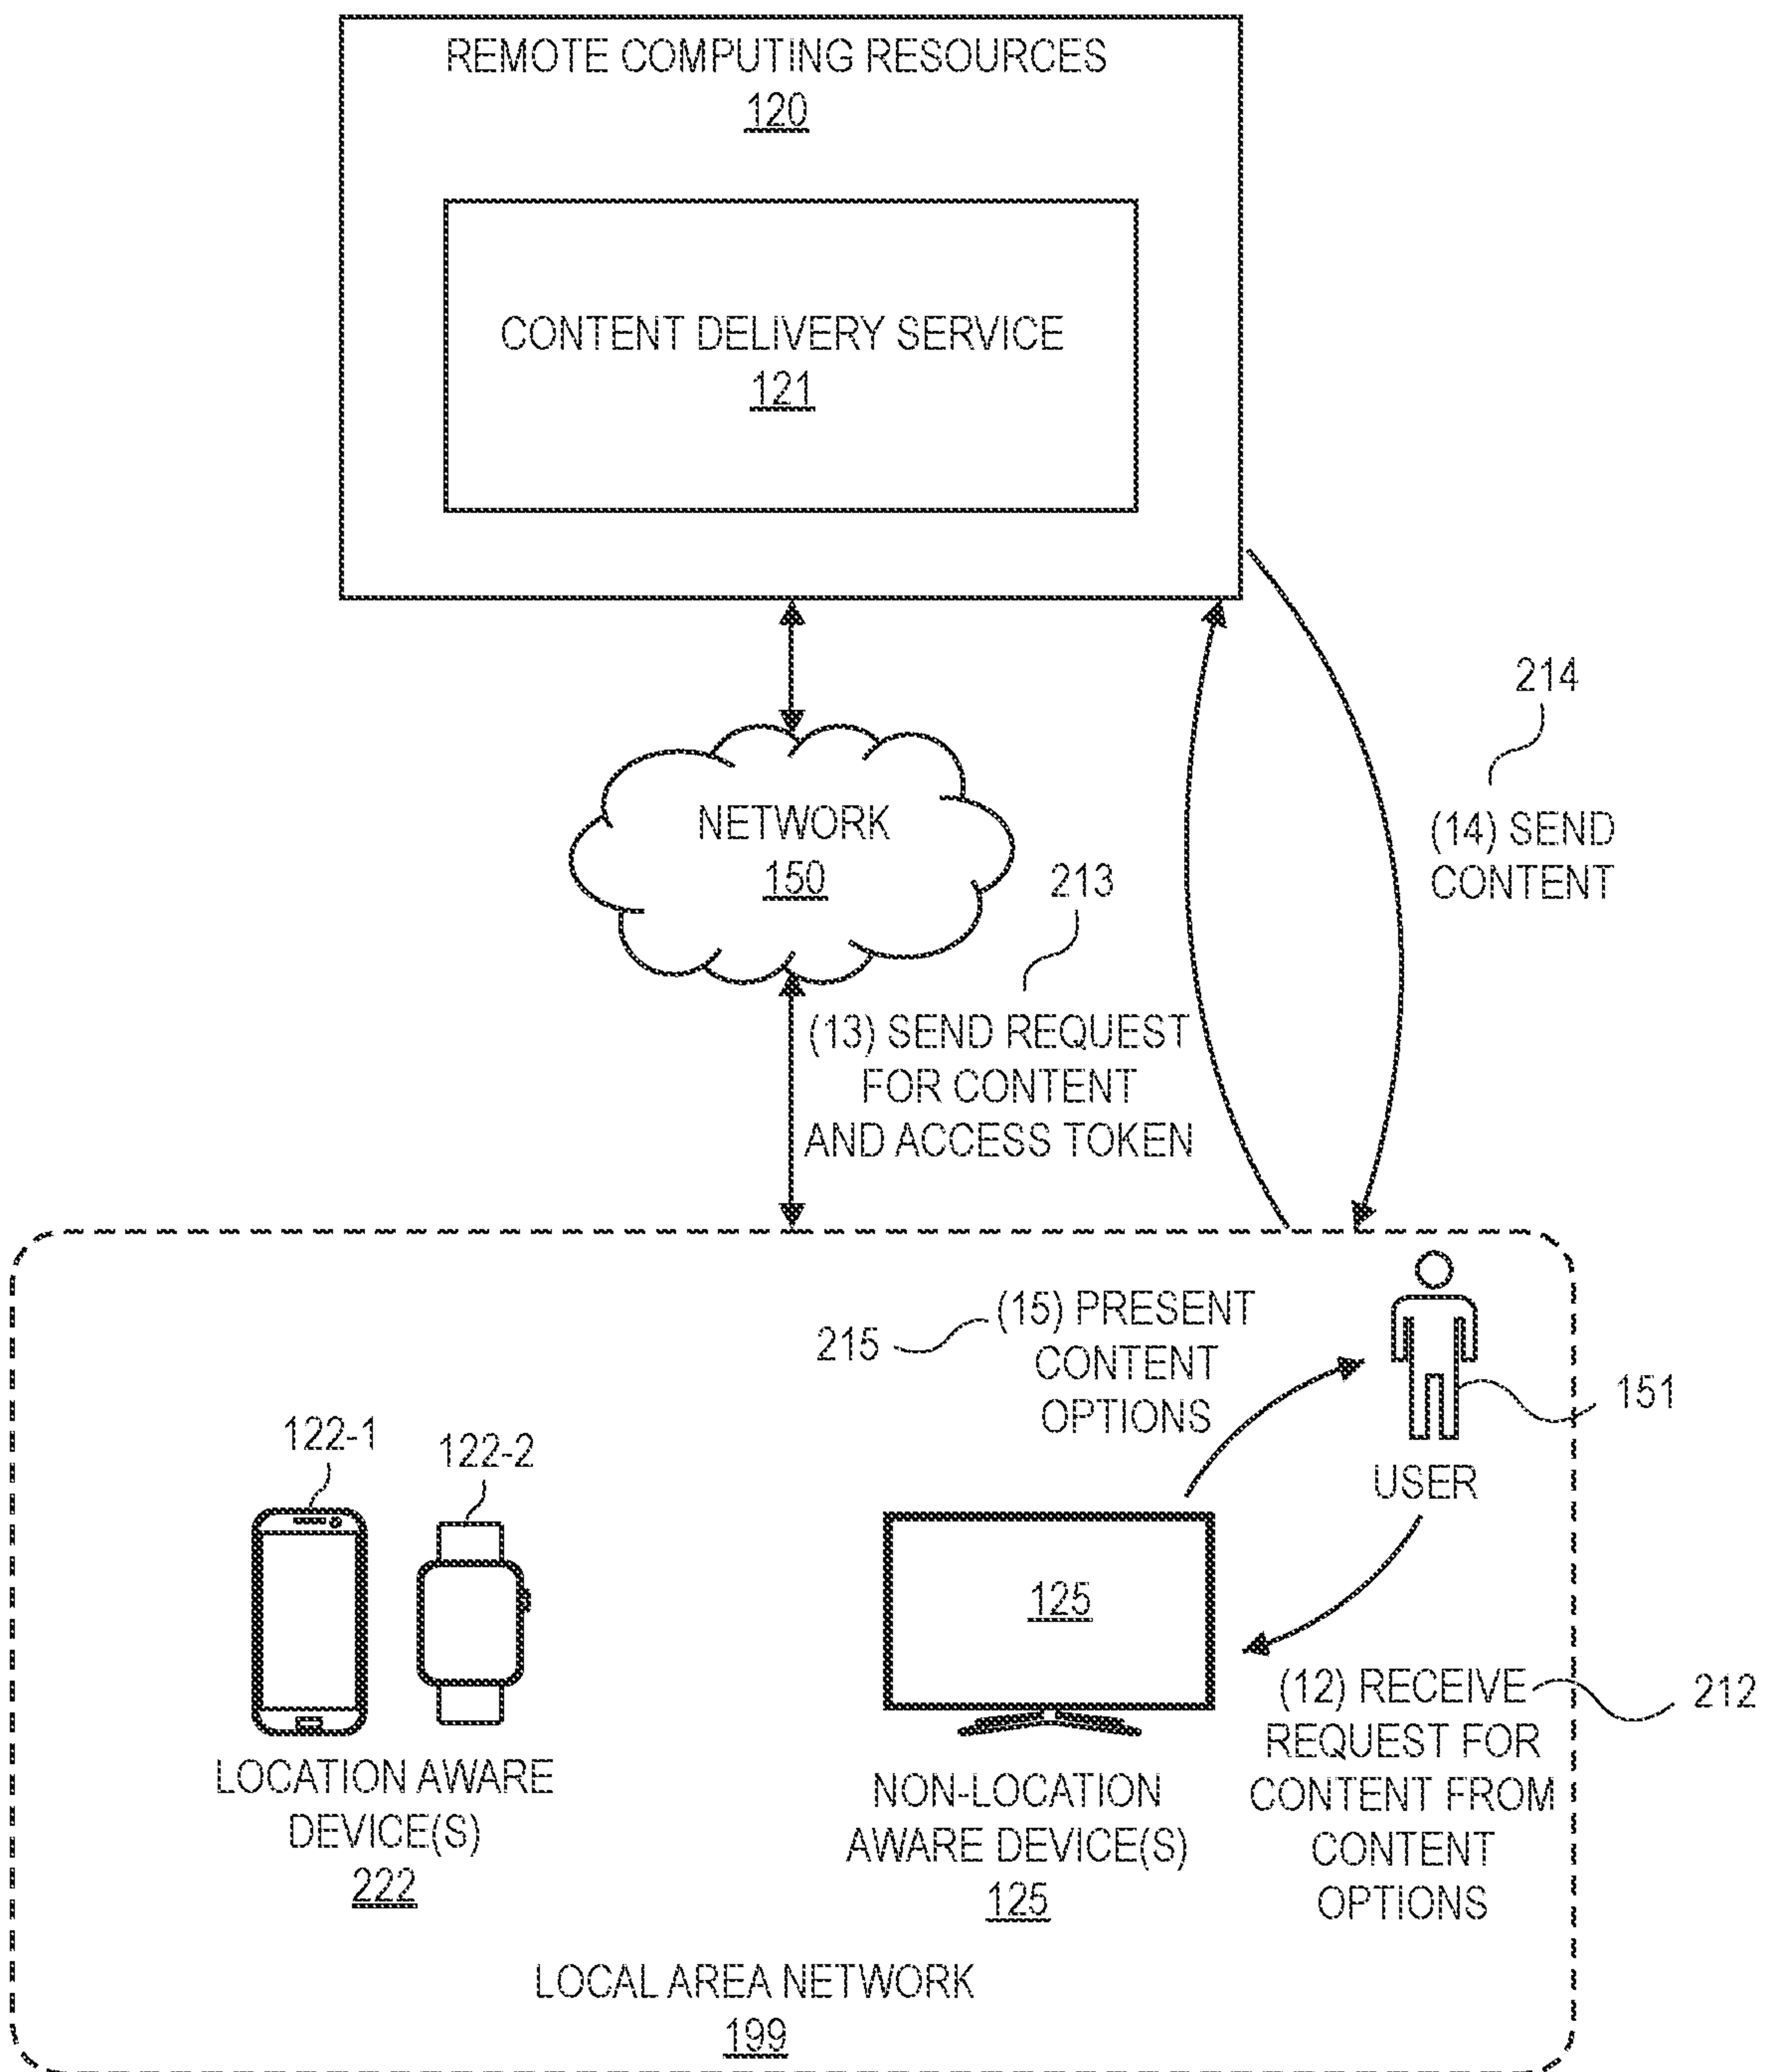 REMOTE COMPUTING RESOURCES
120
CONTENT DELIVERY SERVICE
121
214
(14) SEND
CONTENT
NETWORK
150
213
(13) SEND REQUEST
FOR CONTENT
AND ACCESS TOKEN
(15) PRESENT
CONTENT
OPTIONS
215
151
USER
122-1
122-2
125
(12) RECEIVE
REQUEST FOR
CONTENT FROM
CONTENT
OPTIONS
212
LOCATION AWARE
DEVICE(S)
222
NON-LOCATION
AWARE DEVICE(S)
125
LOCAL AREA NETWORK
199